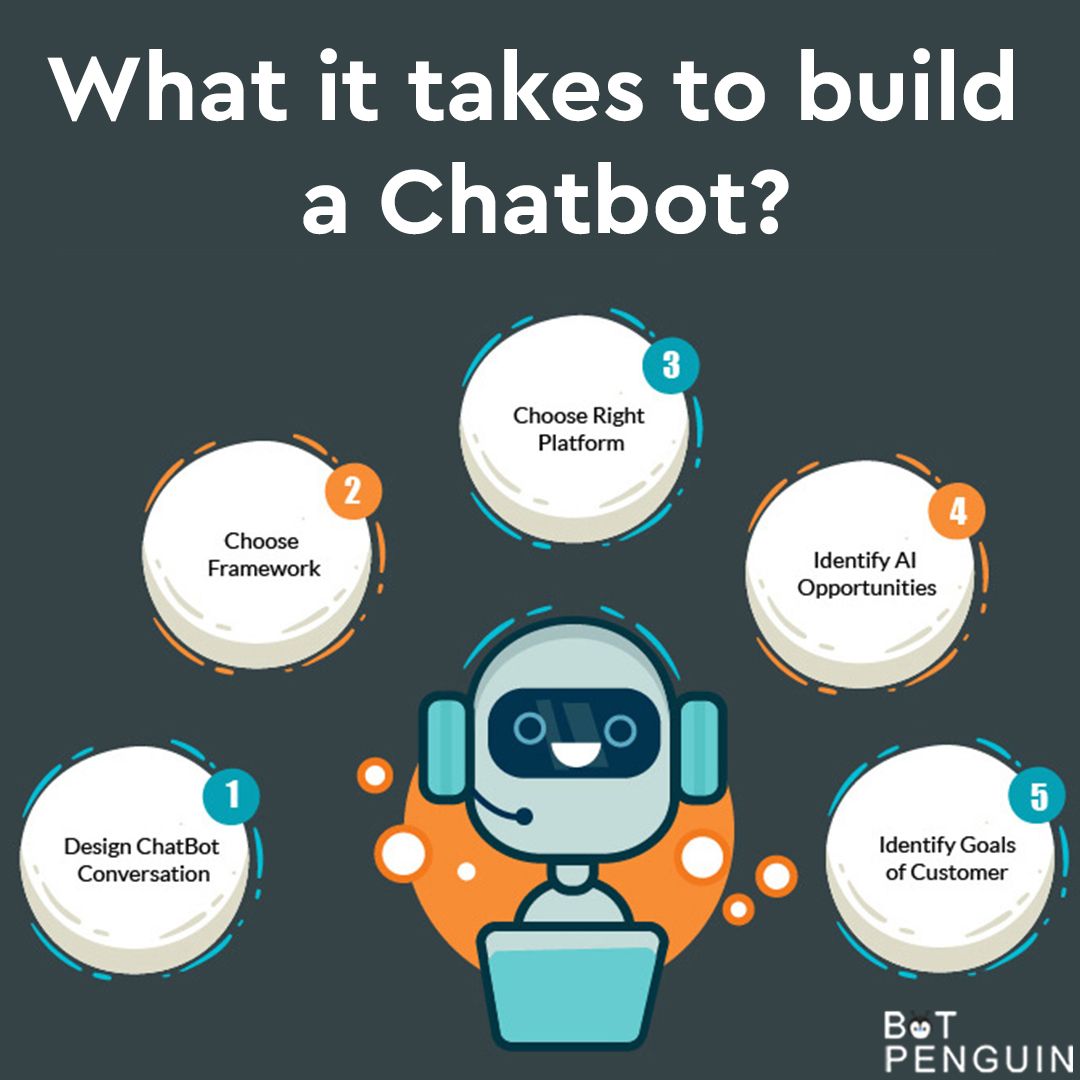 What it takes to build
a Chatbot?
1
Design ChatBot
Conversation
2
Choose
Framework
3
Choose Right
Platform
4
Identify AI
Opportunities
5
Identify Goals
of Customer
BOT
PENGUIN